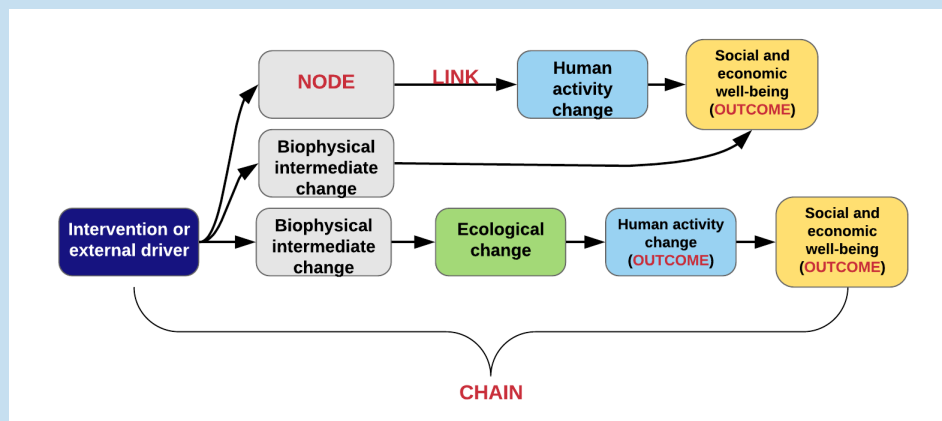 NODE
LINK
Human
activity
change
Social and
economic
well-being
(OUTCOME)
Biophysical
intermediate
change
Intervention or
external driver
Biophysical
intermediate
change
Ecological
change
Human activity
change
(OUTCOME)
Social and
economic
well-being
(OUTCOME)
CHAIN